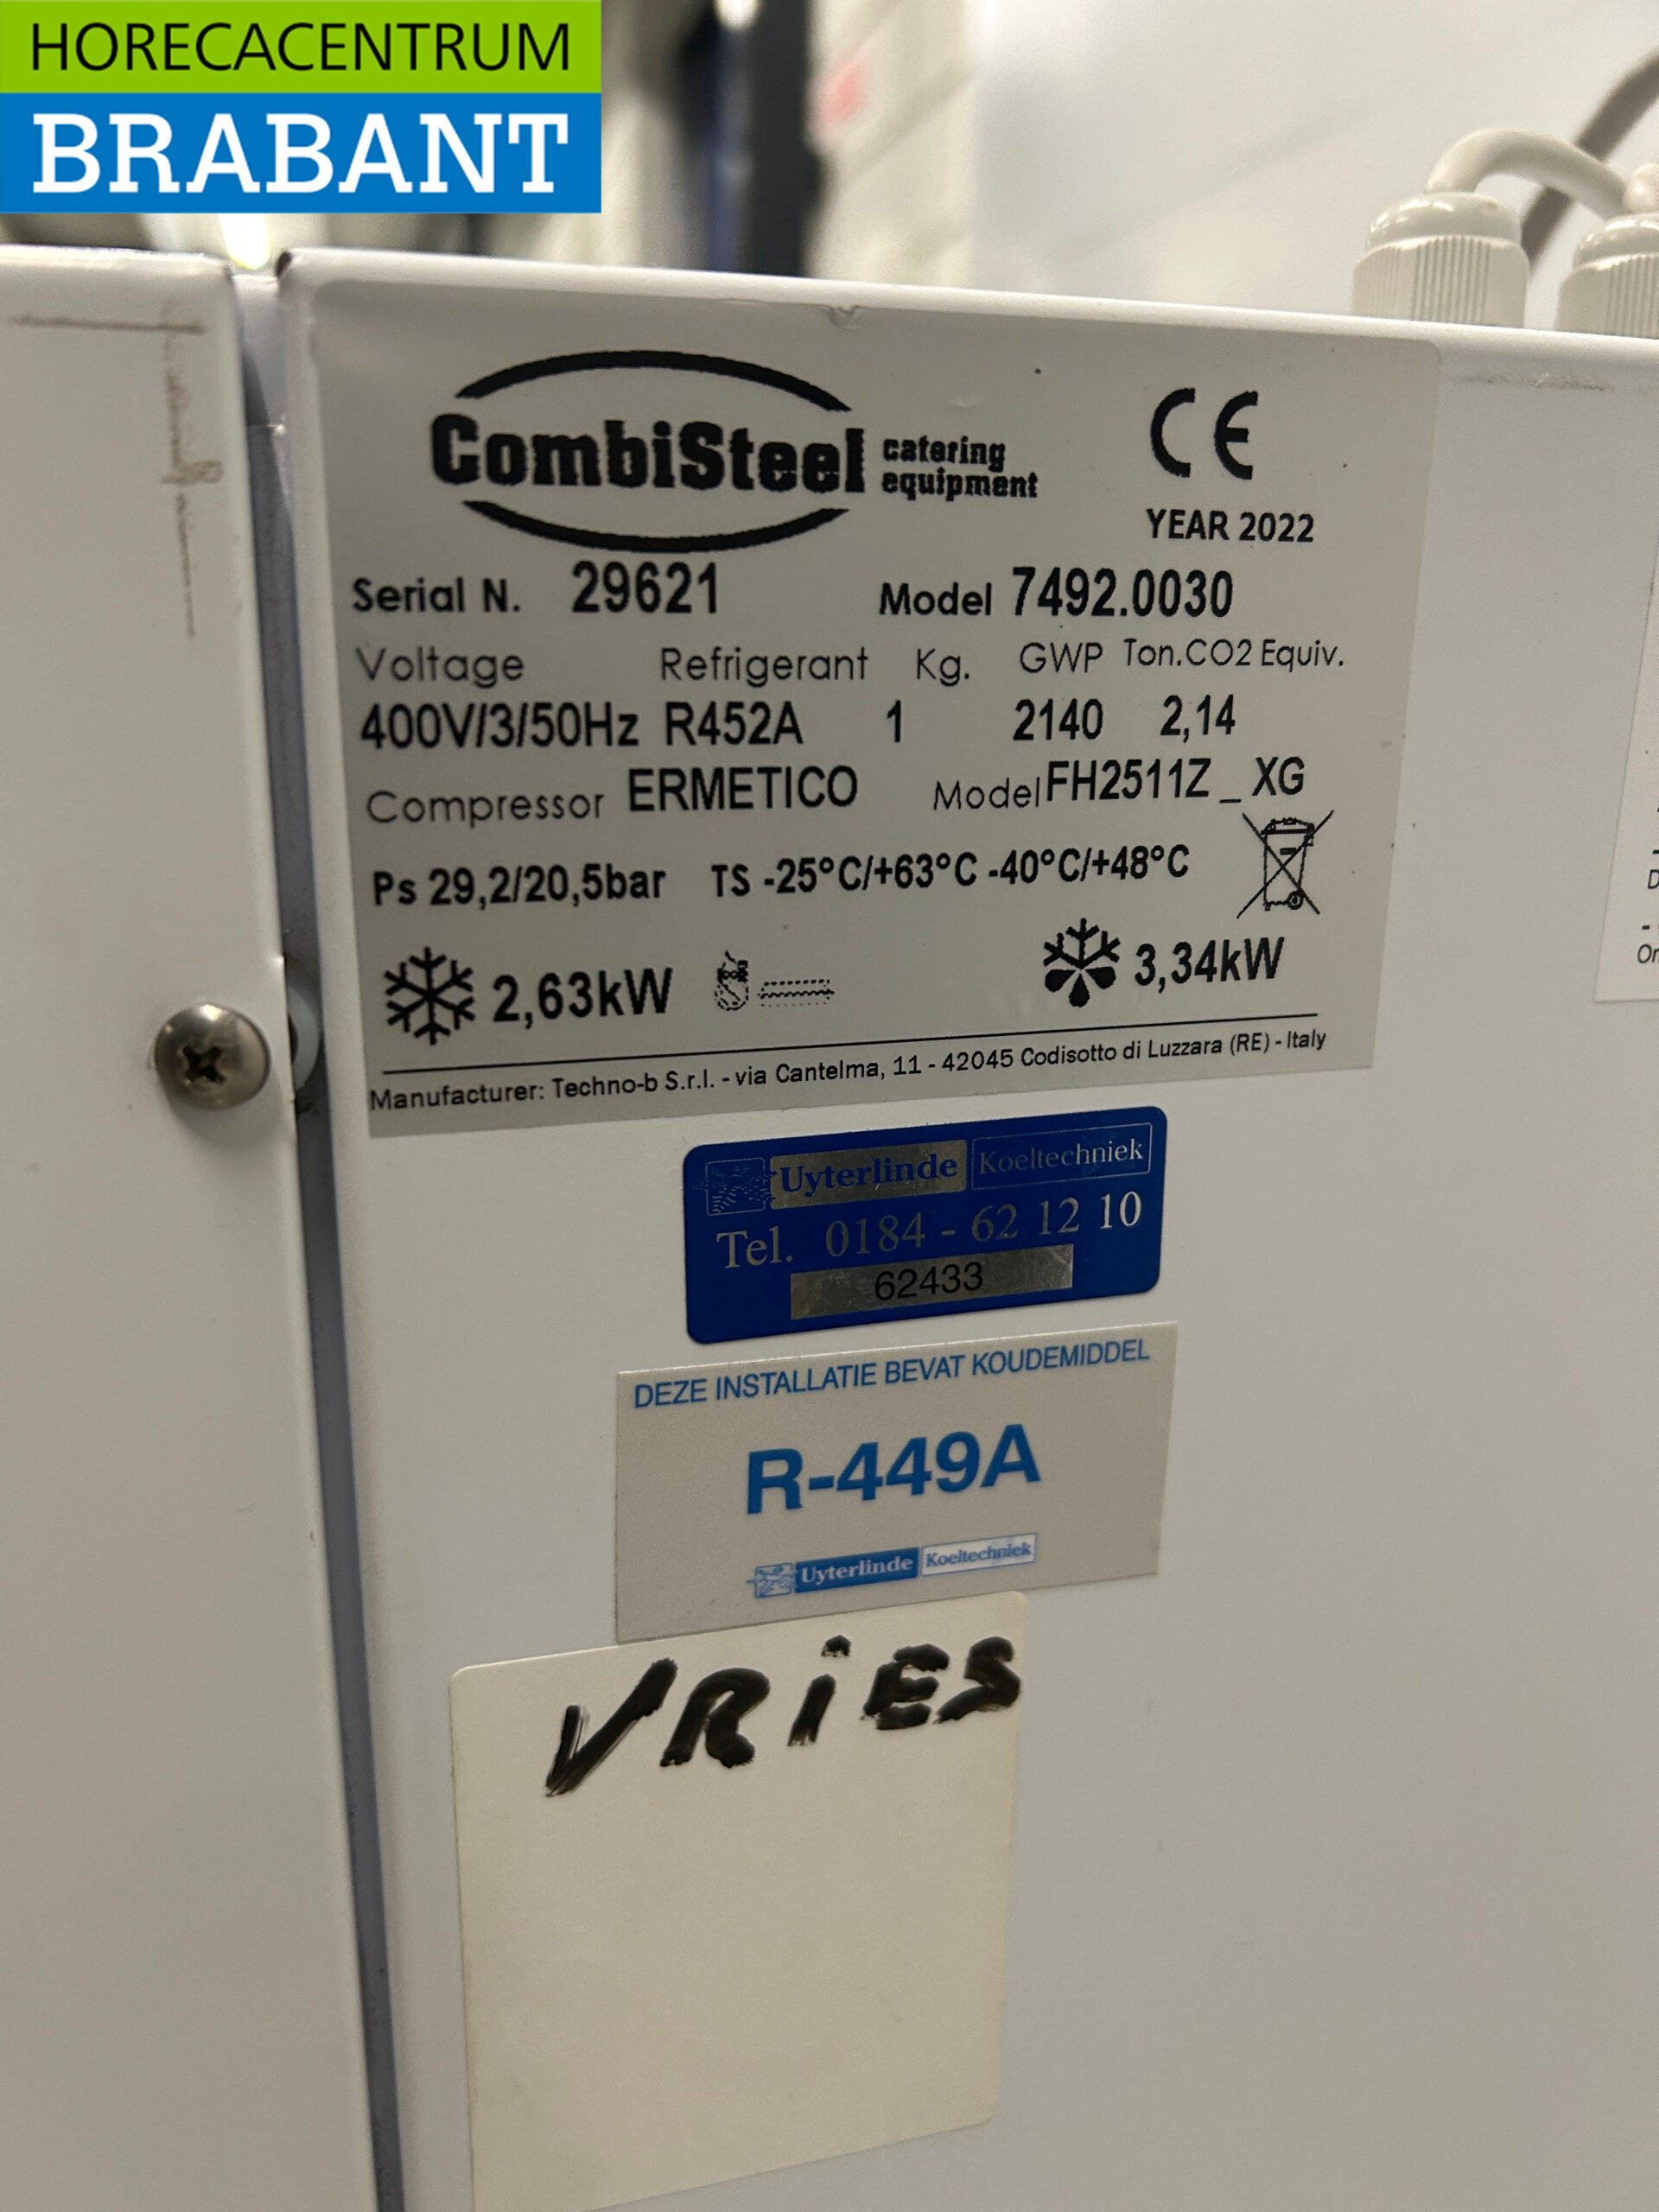 HORECACENTRUM
BRABANT
CombiSteel catering equipment
CE
YEAR 2022
Serial N. 29621 Model 7492.0030
Voltage Refrigerant Kg. GWP Ton.CO2 Equiv.
400V/3/50Hz R452A 1 2140 2,14
Compressor ERMETICO Model FH2511Z_XG
Ps 29,2/20,5bar TS -25°C/+63°C -40°C/+48°C
2,63kW 3,34kW
Manufacturer: Techno-b S.r.l. - via Cantelma, 11 - 42045 Codisotto di Luzzara (RE) - Italy
Uyterlinde Koeltechniek
Tel. 0184 - 62 12 10
62433
DEZE INSTALLATIE BEVAT KOUDEMIDDEL
R-449A
Uyterlinde Koeltechniek
VRiES